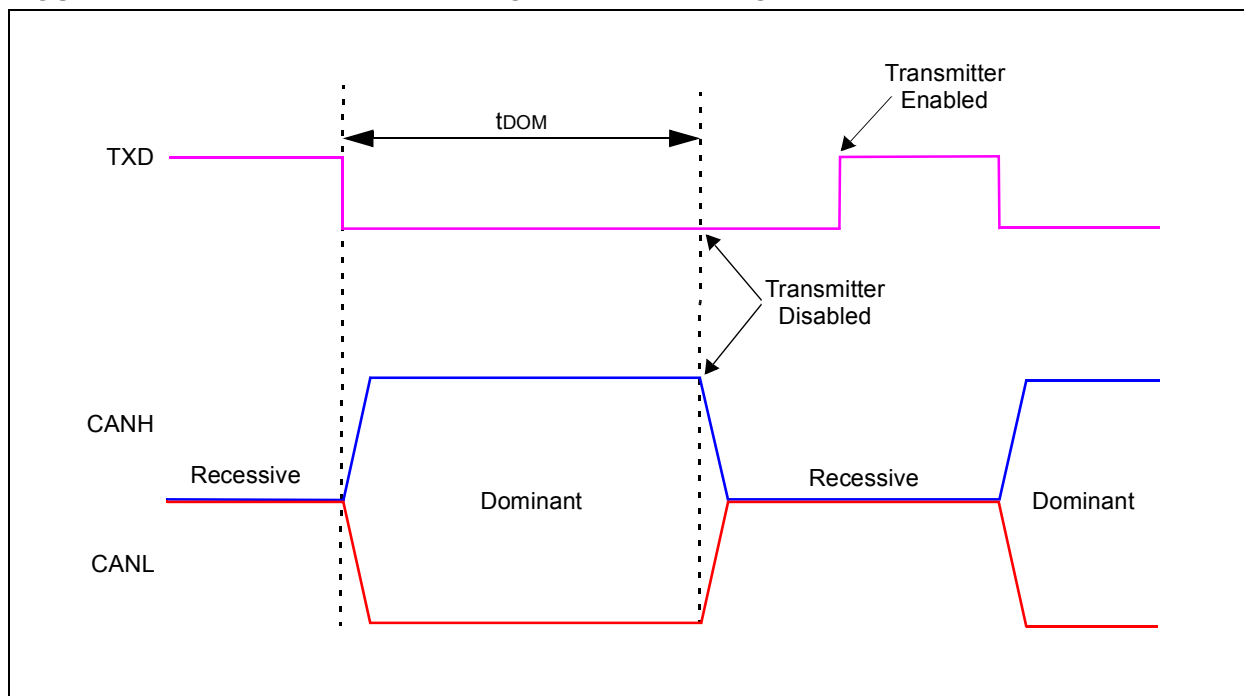 Transmitter
Enabled
tDOM
TXD
Transmitter
Disabled
CANH
Recessive
Recessive
Dominant
Dominant
CANL